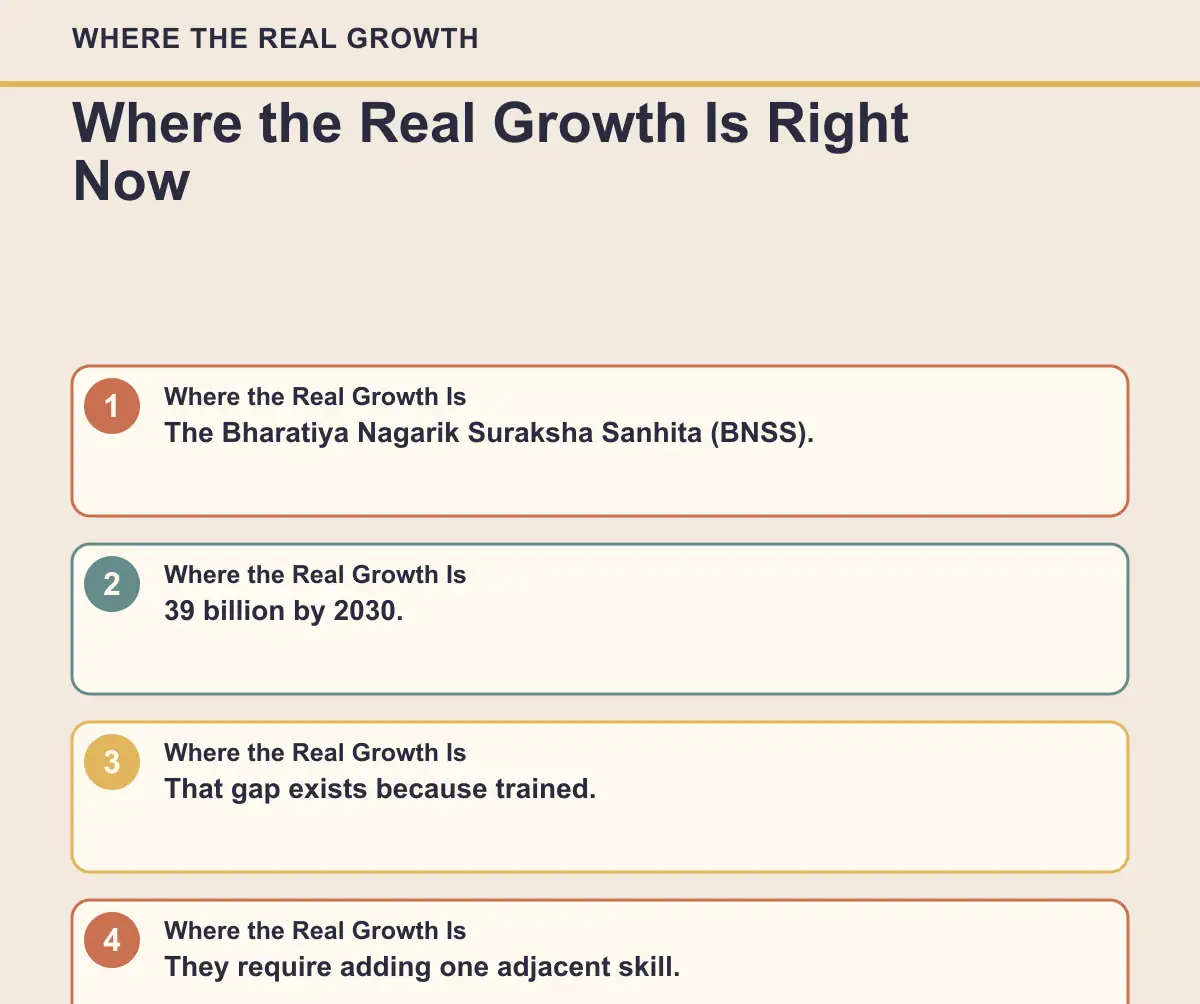 WHERE THE REAL GROWTH
Where the Real Growth Is Right
Now
1
Where the Real Growth Is
The Bharatiya Nagarik Suraksha Sanhita (BNSS).
2
Where the Real Growth Is
39 billion by 2030.
3
Where the Real Growth Is
That gap exists because trained.
4
Where the Real Growth Is
They require adding one adjacent skill.